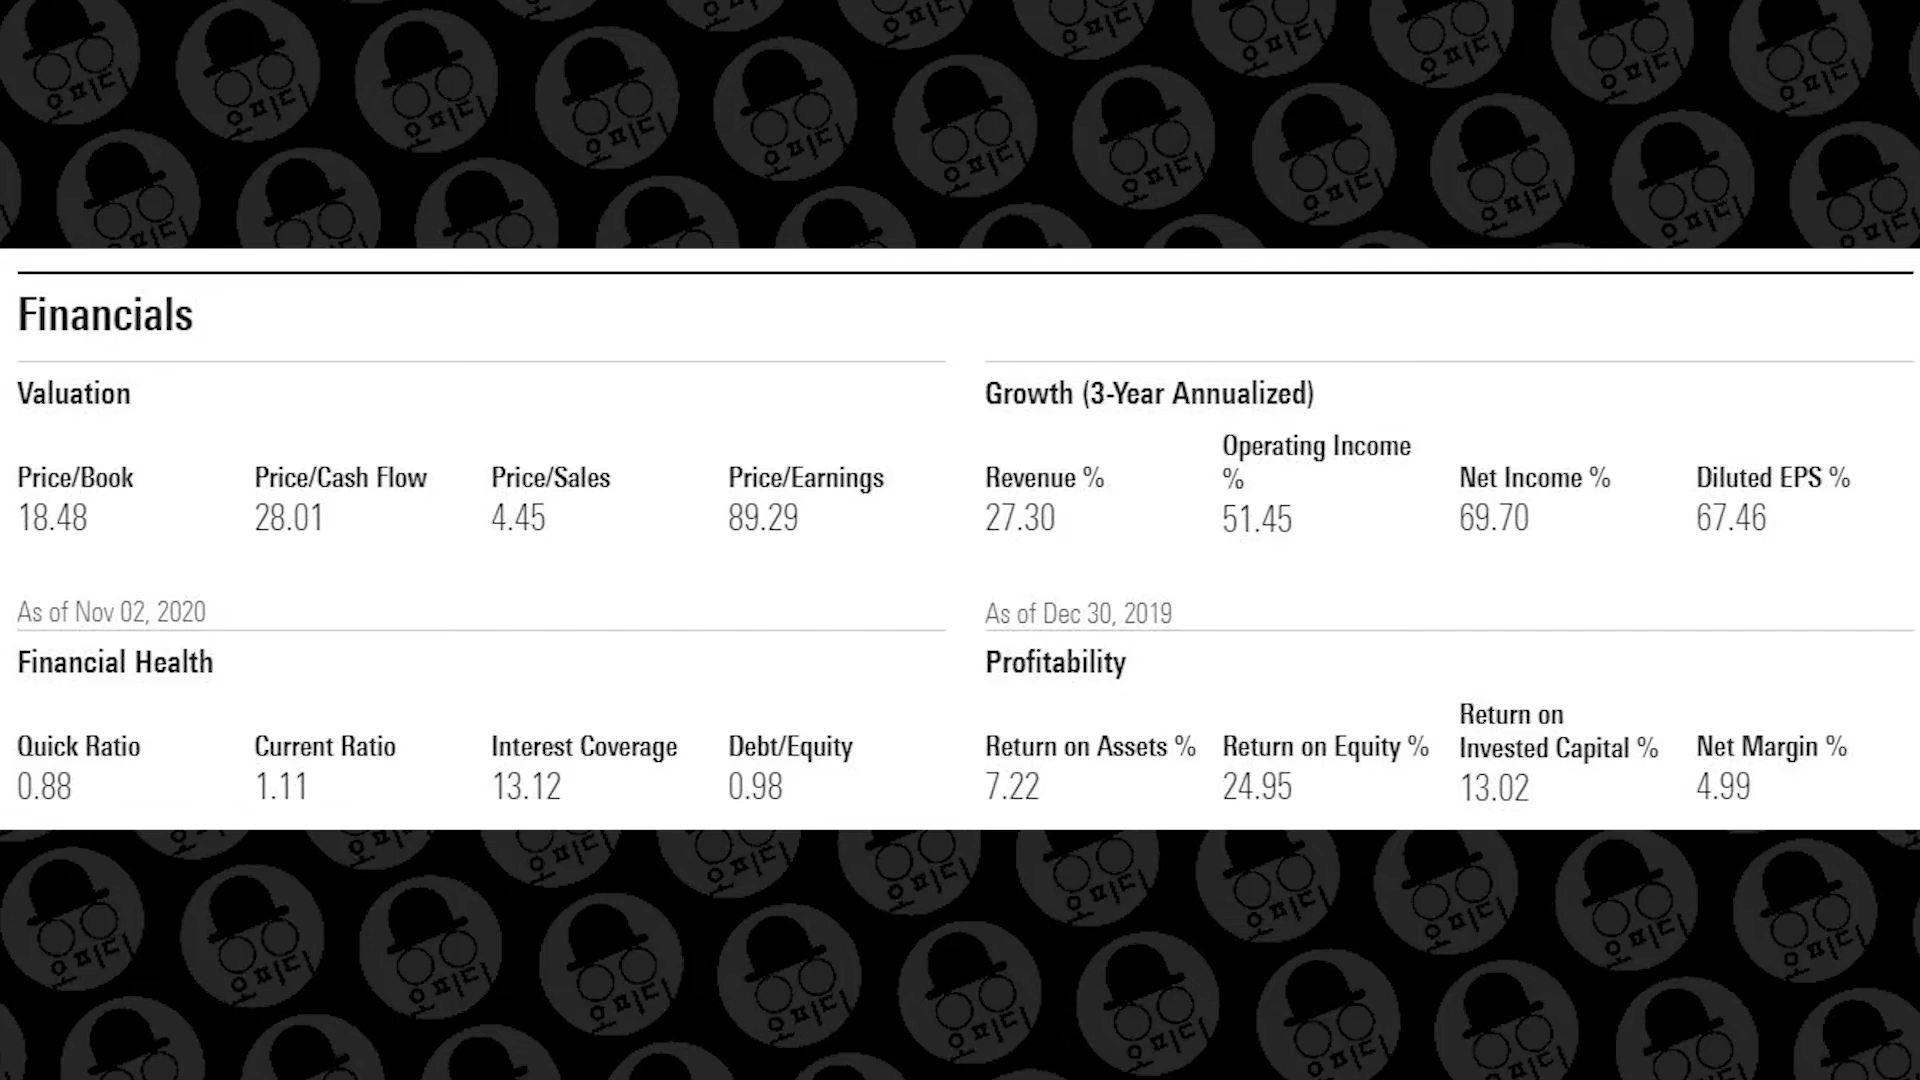 Financials
Valuation
Price/Book Price/Cash Flow Price/Sales Price/Earnings
18.48 28.01 4.45 89.29
As of Nov 02, 2020
Growth (3-Year Annualized)
Revenue % Operating Income % Net Income % Diluted EPS %
27.30 51.45 69.70 67.46
As of Dec 30, 2019
Financial Health
Quick Ratio Current Ratio Interest Coverage Debt/Equity
0.88 1.11 13.12 0.98
Profitability
Return on Assets % Return on Equity % Return on Invested Capital % Net Margin %
7.22 24.95 13.02 4.99
오피디